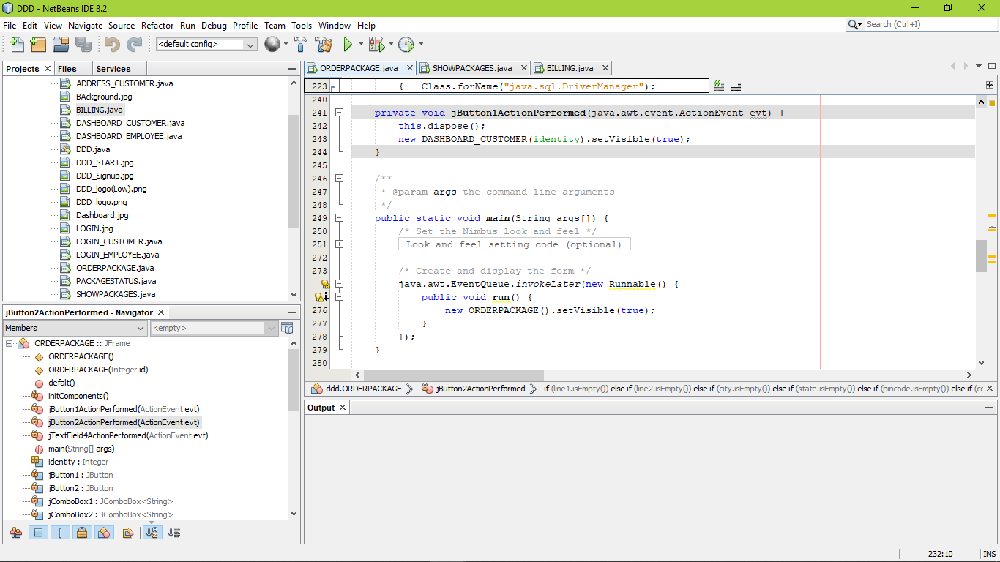 DDD - NetBeans IDE 8.2
File Edit View Navigate Source Refactor Run Debug Profile Team Tools Window Help
Search (Ctrl+I)
<default config>
Projects Files Services
ADDRESS_CUSTOMER.java
BAckground.jpg
BILLING.java
DASHBOARD_CUSTOMER.java
DASHBOARD_EMPLOYEE.java
DDD.java
DDD_START.jpg
DDD_Signup.jpg
DDD_logo(Low).png
DDD_logo.png
Dashboard.jpg
LOGIN.jpg
LOGIN_CUSTOMER.java
LOGIN_EMPLOYEE.java
ORDERPACKAGE.java
PACKAGESTATUS.java
SHOWPACKAGES.java
jButton2ActionPerformed - Navigator
Members <empty>
ORDERPACKAGE :: JFrame
ORDERPACKAGE()
ORDERPACKAGE(Integer id)
defalt()
initComponents()
jButton1ActionPerformed(ActionEvent evt)
jButton2ActionPerformed(ActionEvent evt)
jTextField4ActionPerformed(ActionEvent evt)
main(String[] args)
identity : Integer
jButton1 : JButton
jButton2 : JButton
jComboBox1 : JComboBox<String>
jComboBox2 : JComboBox<String>
ORDERPACKAGE.java SHOWPACKAGES.java BILLING.java
223 { Class.forName("java.sql.DriverManager");
240
241 private void jButton1ActionPerformed(java.awt.event.ActionEvent evt) {
242 this.dispose();
243 new DASHBOARD_CUSTOMER(identity).setVisible(true);
244 }
245
246 /**
247 * @param args the command line arguments
248 */
249 public static void main(String args[]) {
250 /* Set the Nimbus look and feel */
251 Look and feel setting code (optional)
272
273 /* Create and display the form */
java.awt.EventQueue.invokeLater(new Runnable() {
public void run() {
276 new ORDERPACKAGE().setVisible(true);
277 }
278 });
279 }
280
ddd.ORDERPACKAGE jButton2ActionPerformed if (line1.isEmpty()) else if (line2.isEmpty()) else if (city.isEmpty()) else if (state.isEmpty()) else if (pincode.isEmpty()) else if (cc
Output
232:10 INS